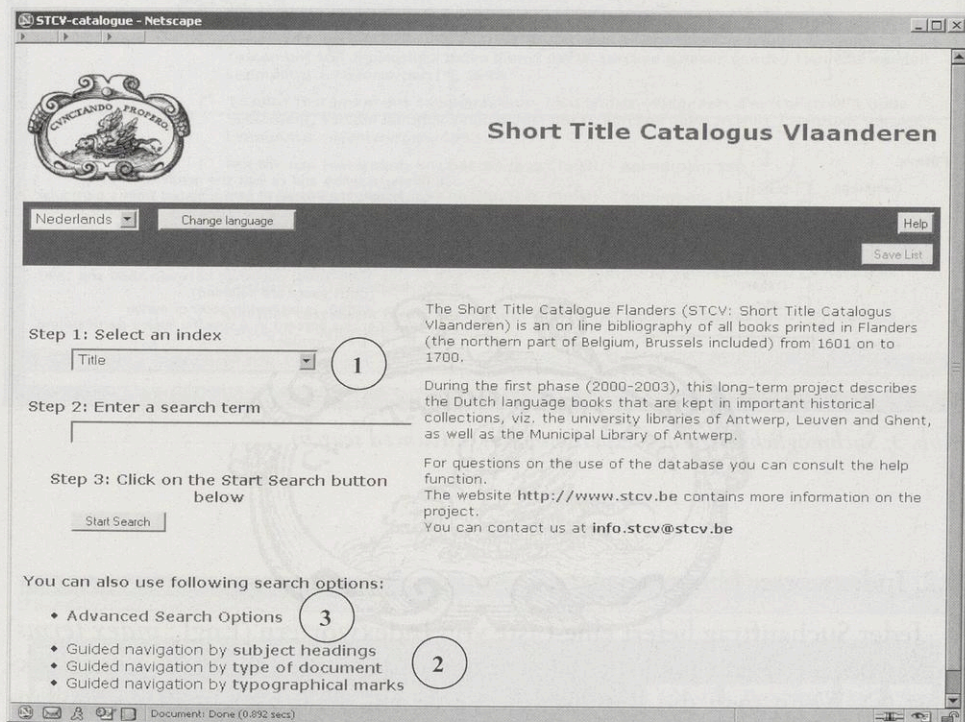 STCV-catalogue - Netscape
CVNCTANDO PROPERO.
Short Title Catalogus Vlaanderen
Nederlands
Change language
Help
Save List
Step 1: Select an index
Title
1
Step 2: Enter a search term
Step 3: Click on the Start Search button
below
Start Search
The Short Title Catalogue Flanders (STCV: Short Title Catalogus
Vlaanderen) is an on line bibliography of all books printed in Flanders
(the northern part of Belgium, Brussels included) from 1601 on to
1700.
During the first phase (2000-2003), this long-term project describes
the Dutch language books that are kept in important historical
collections, viz. the university libraries of Antwerp, Leuven and Ghent,
as well as the Municipal Library of Antwerp.
For questions on the use of the database you can consult the help
function.
The website http://www.stcv.be contains more information on the
project.
You can contact us at info.stcv@stcv.be
You can also use following search options:
Advanced Search Options
3
Guided navigation by subject headings
Guided navigation by type of document
2
Guided navigation by typographical marks
Document: Done (0.892 secs)